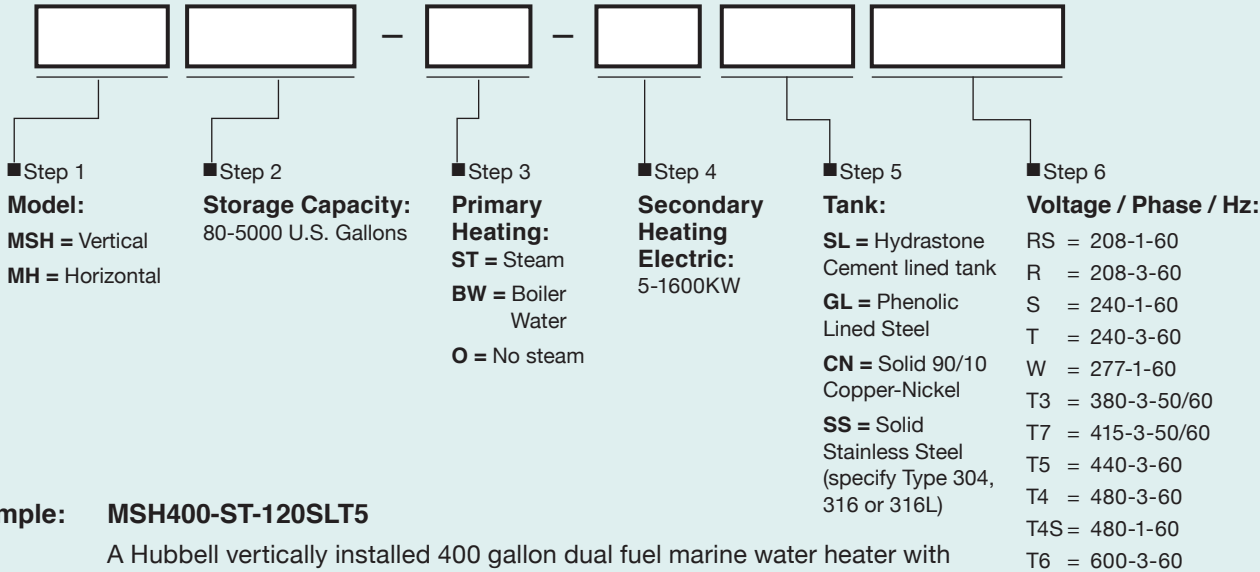 ■Step 1
Model:
MSH = Vertical
MH = Horizontal
■Step 2
Storage Capacity:
80-5000 U.S. Gallons
■Step 3
Primary
Heating:
ST = Steam
BW = Boiler
Water
O = No steam
■Step 4
Secondary
Heating
Electric:
5-1600KW
■Step 5
Tank:
SL = Hydrastone
Cement lined tank
GL = Phenolic
Lined Steel
CN = Solid 90/10
Copper-Nickel
SS = Solid
Stainless Steel
(specify Type 304,
316 or 316L)
■Step 6
Voltage / Phase / Hz:
RS = 208-1-60
R = 208-3-60
S = 240-1-60
T = 240-3-60
W = 277-1-60
T3 = 380-3-50/60
T7 = 415-3-50/60
T5 = 440-3-60
T4 = 480-3-60
T4S = 480-1-60
T6 = 600-3-60
mple: MSH400-ST-120SLT5
A Hubbell vertically installed 400 gallon dual fuel marine water heater with